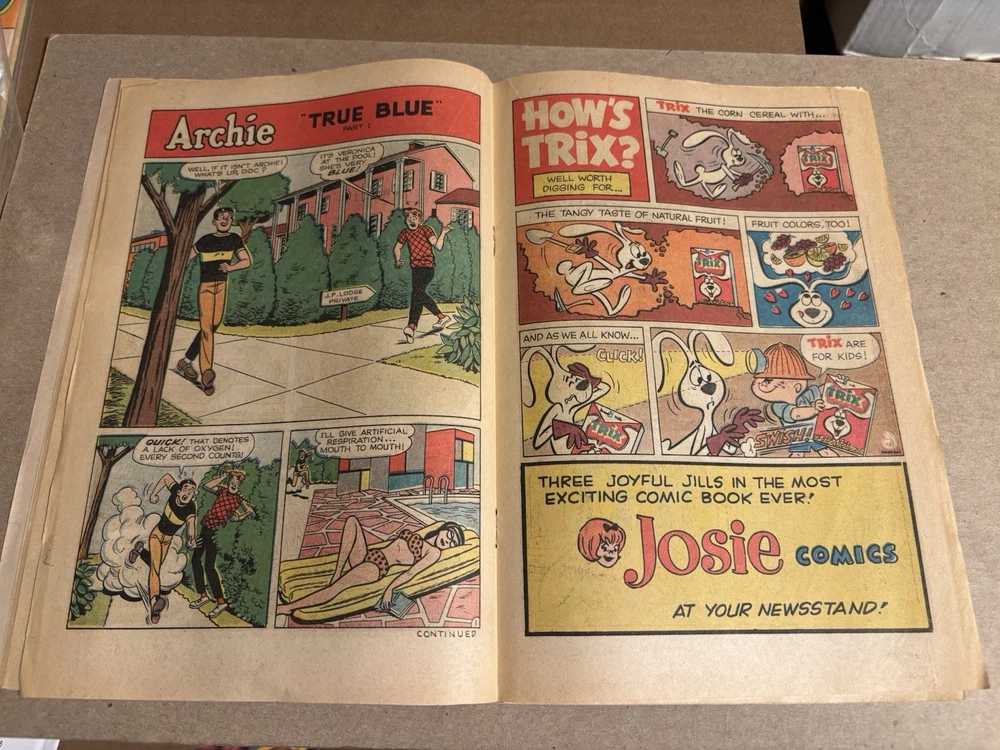 Archie
"TRUE BLUE"
PART 1
WELL, IF IT ISN'T ARCHIE!
WHAT'S UP, DOC?
IT'S VERONICA
AT THE POOL!
SHE'S VERY
BLUE!
J.P. LODGE
PRIVATE
QUICK! THAT DENOTES
A LACK OF OXYGEN!
EVERY SECOND COUNTS!
I'LL GIVE ARTIFICIAL
RESPIRATION...
MOUTH TO MOUTH!
1
CONTINUED
HOW'S
TRIX?
WELL WORTH
DIGGING FOR...
TRIX THE CORN CEREAL WITH...
TRIX
THE TANGY TASTE OF NATURAL FRUIT!
TRIX
FRUIT COLORS, TOO!
AND AS WE ALL KNOW...
CLICK!
TRIX
TRIX ARE
FOR KIDS!
TRIX
SWISH!
THREE JOYFUL JILLS IN THE MOST
EXCITING COMIC BOOK EVER!
Josie COMICS
AT YOUR NEWSSTAND!